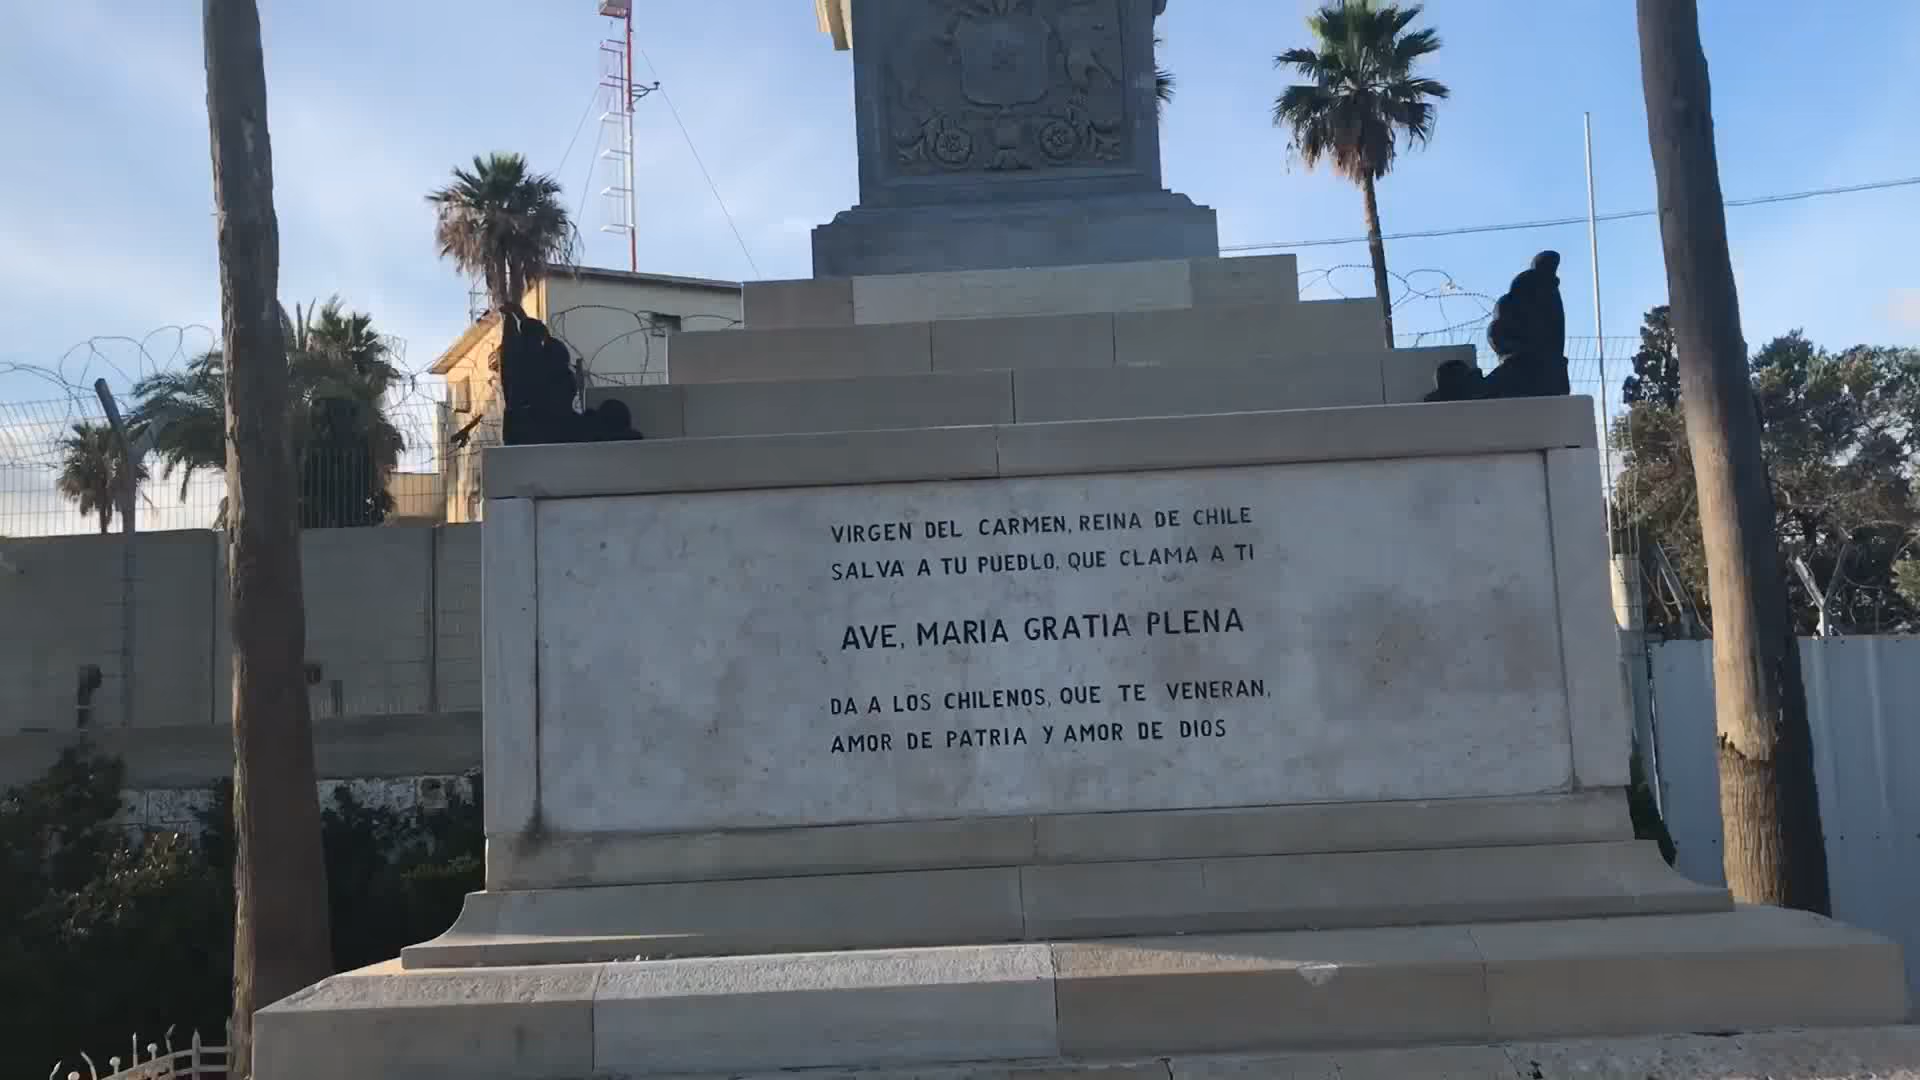 VIRGEN DEL CARMEN, REINA DE CHILE
SALVA A TU PUEDLO, QUE CLAMA A TI
AVE, MARIA GRATIA PLENA
DA A LOS CHILENOS, QUE TE VENERAN,
AMOR DE PATRIA Y AMOR DE DIOS